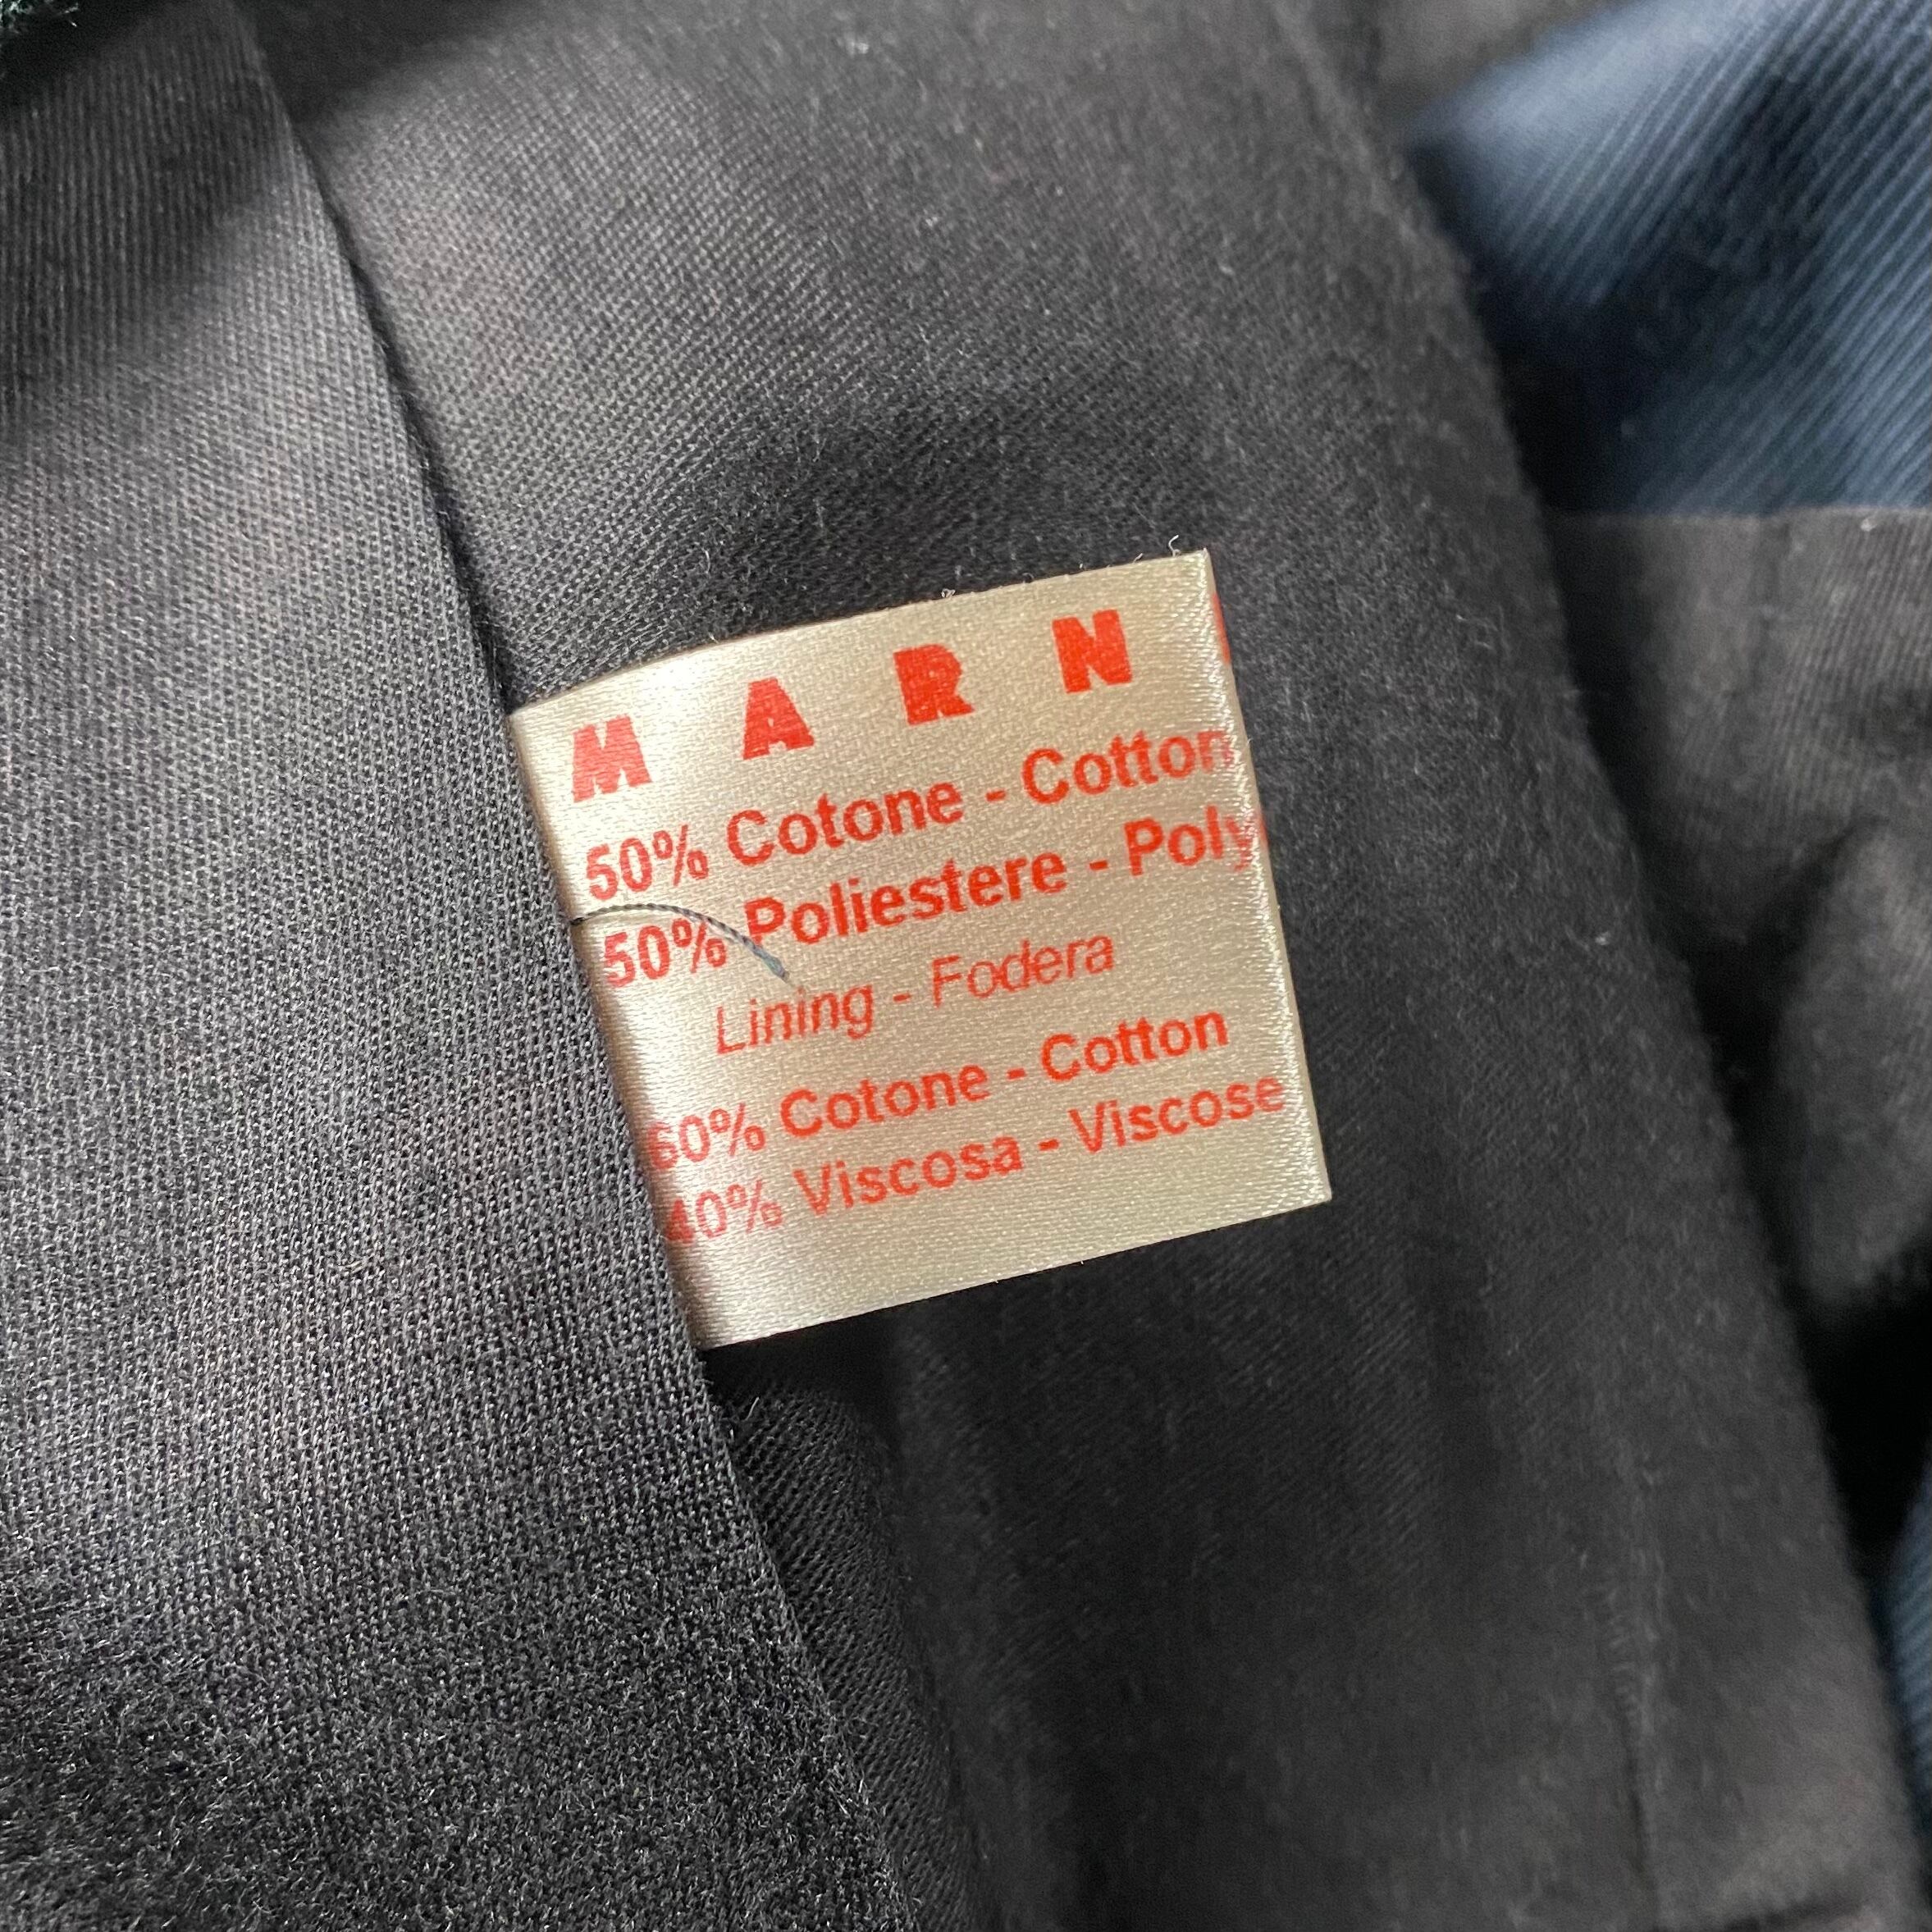 M A R N
50% Cotone - Cotton
50% Poliestere - Poly
Lining - Fodera
60% Cotone - Cotton
40% Viscosa - Viscose